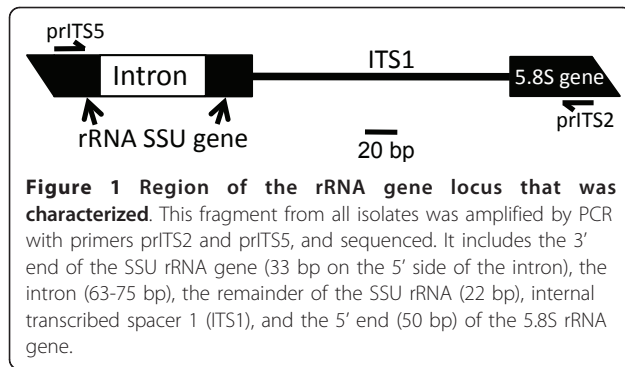 prITS5
Intron
ITS1
5.8S gene
prITS2
rRNA SSU gene
20 bp
Figure 1 Region of the rRNA gene locus that was
characterized. This fragment from all isolates was amplified by PCR
with primers prITS2 and prITS5, and sequenced. It includes the 3’
end of the SSU rRNA gene (33 bp on the 5’ side of the intron), the
intron (63-75 bp), the remainder of the SSU rRNA (22 bp), internal
transcribed spacer 1 (ITS1), and the 5’ end (50 bp) of the 5.8S rRNA
gene.